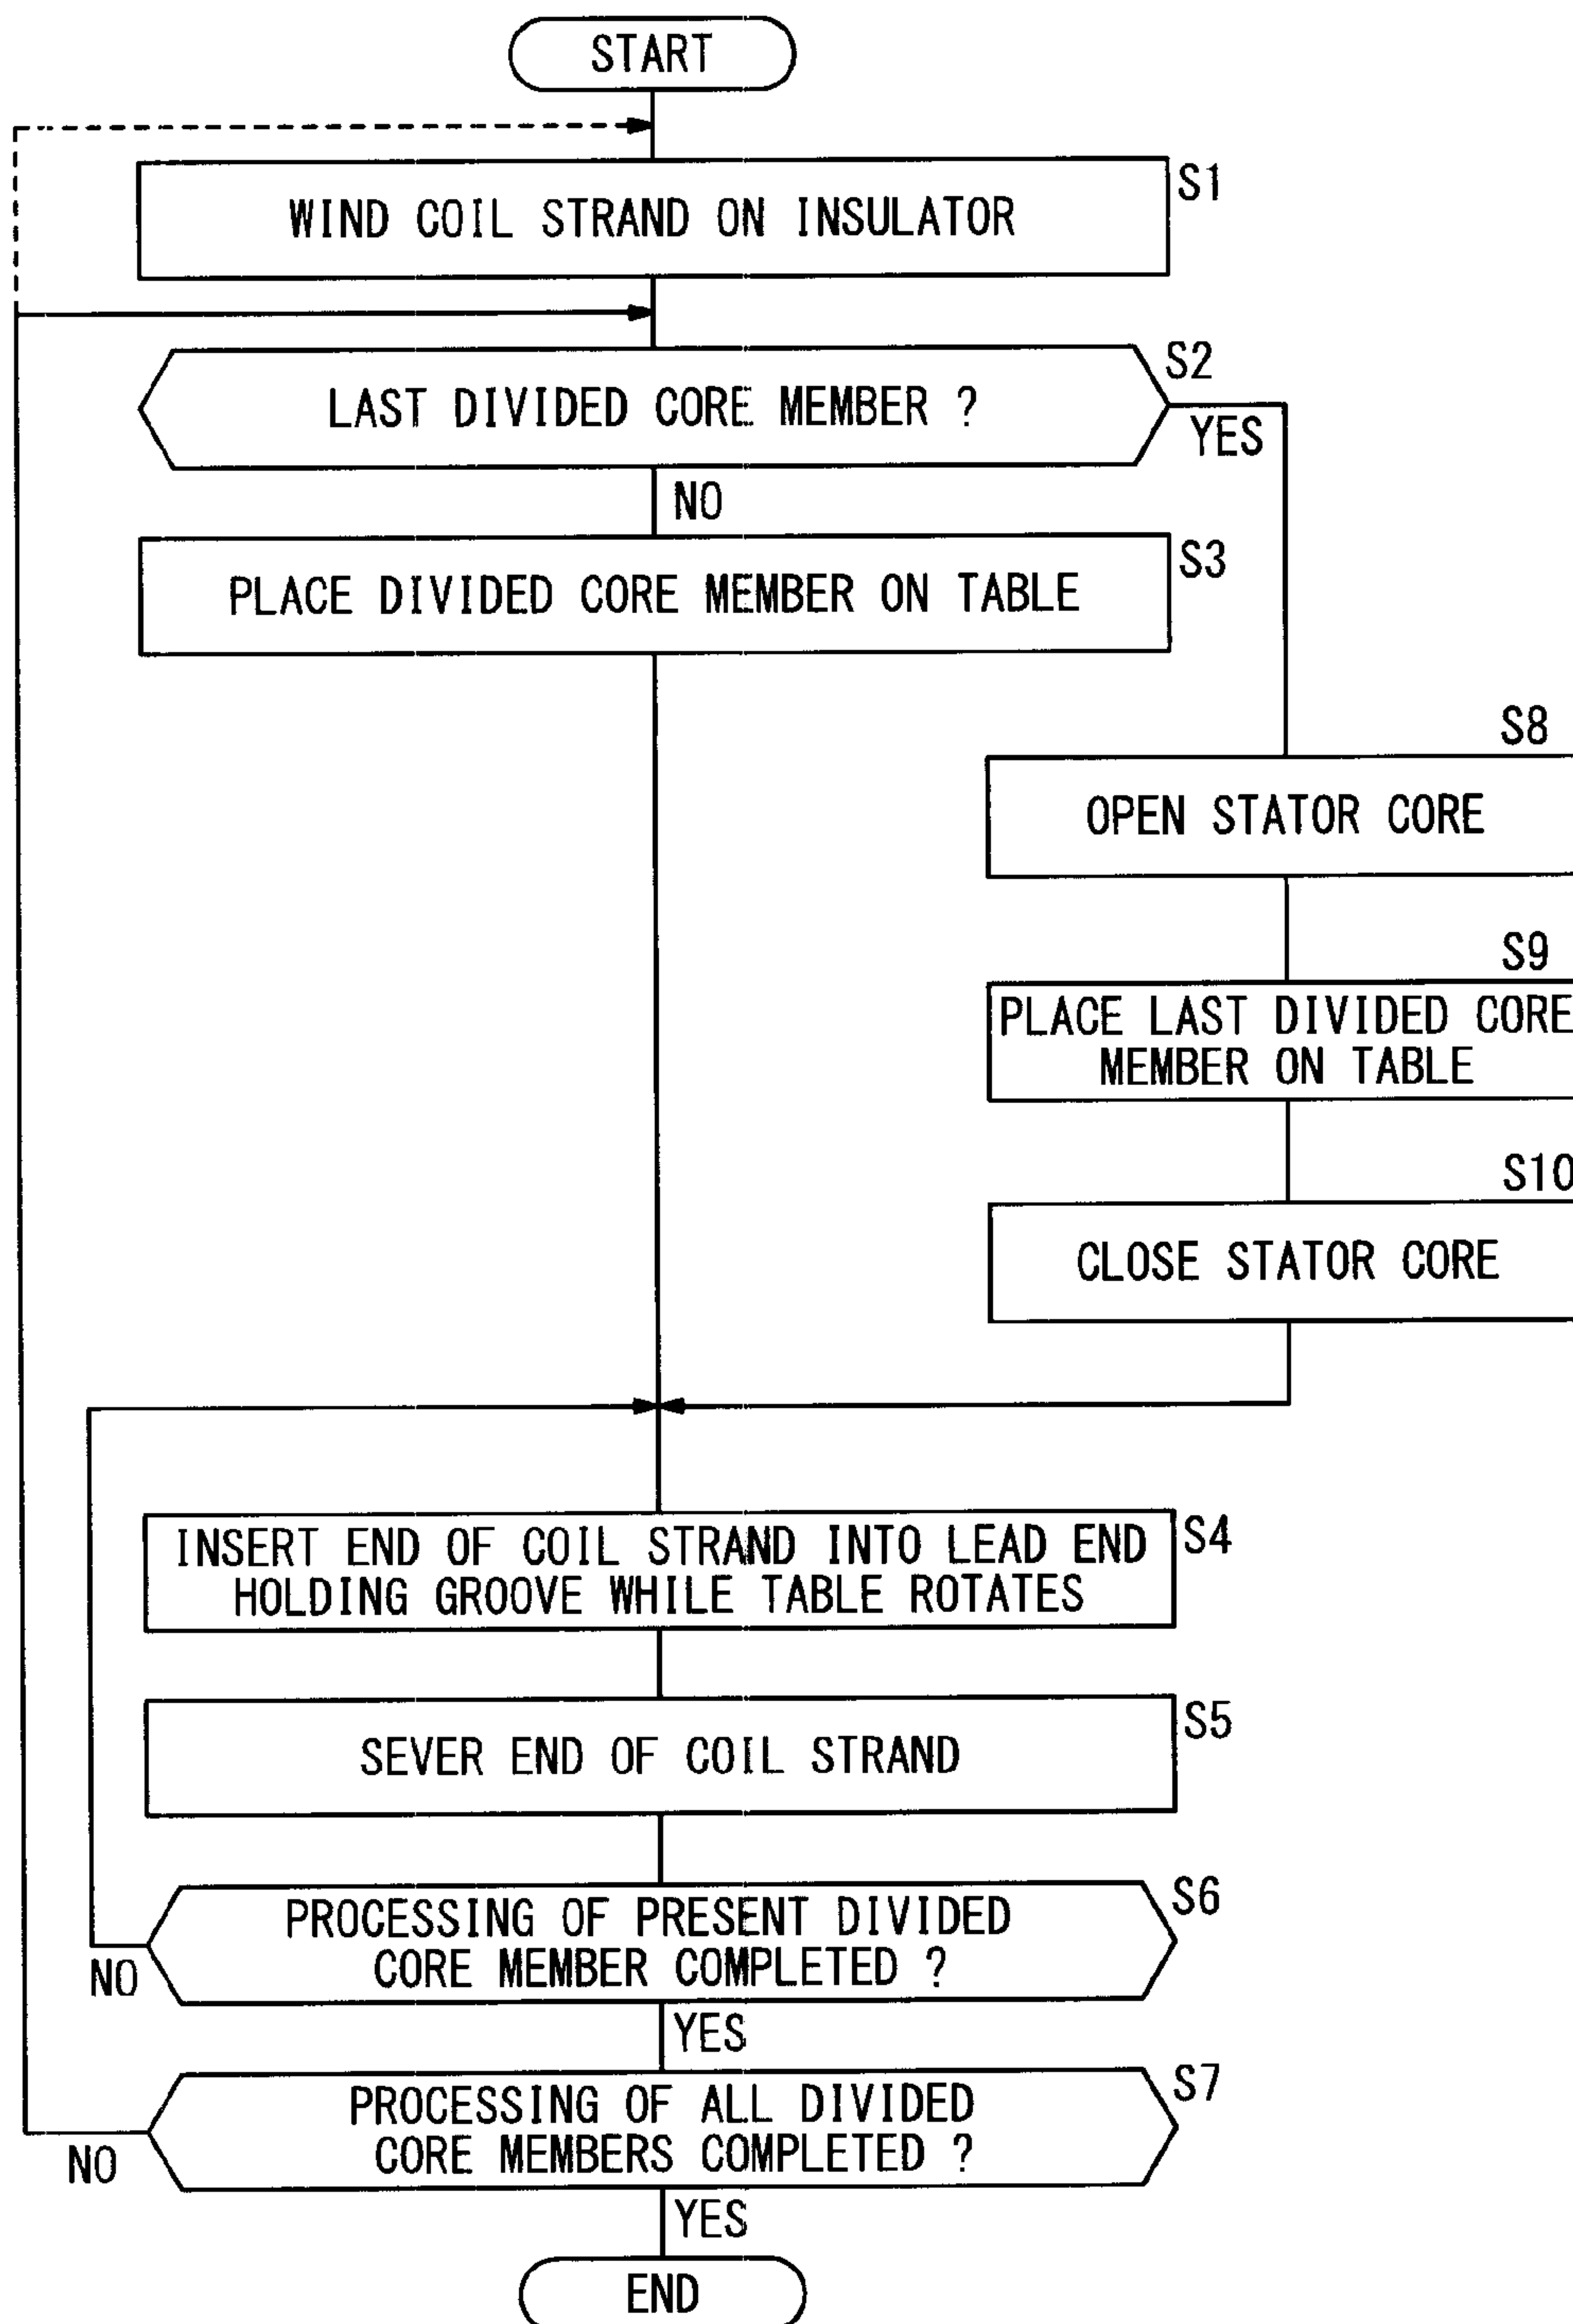 START
WIND COIL STRAND ON INSULATOR
S1
LAST DIVIDED CORE MEMBER ?
S2
YES
NO
PLACE DIVIDED CORE MEMBER ON TABLE
S3
S8
OPEN STATOR CORE
S9
PLACE LAST DIVIDED CORE
MEMBER ON TABLE
S10
CLOSE STATOR CORE
INSERT END OF COIL STRAND INTO LEAD END
HOLDING GROOVE WHILE TABLE ROTATES
S4
SEVER END OF COIL STRAND
S5
PROCESSING OF PRESENT DIVIDED
CORE MEMBER COMPLETED ?
S6
NO
YES
PROCESSING OF ALL DIVIDED
CORE MEMBERS COMPLETED ?
S7
NO
YES
END